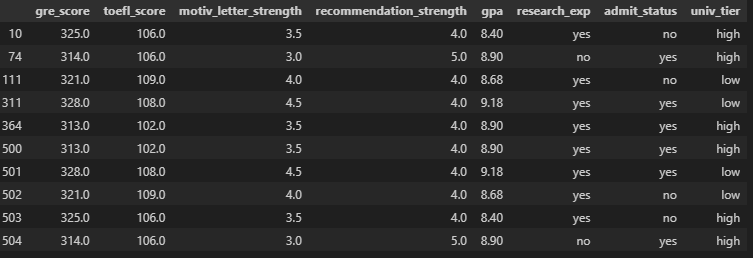 gre_score toefl_score motiv_letter_strength recommendation_strength gpa research_exp admit_status univ_tier
10 325.0 106.0 3.5 4.0 8.40 yes no high
74 314.0 106.0 3.0 5.0 8.90 no yes high
111 321.0 109.0 4.0 4.0 8.68 yes no low
311 328.0 108.0 4.5 4.0 9.18 yes yes low
364 313.0 102.0 3.5 4.0 8.90 yes yes high
500 313.0 102.0 3.5 4.0 8.90 yes yes high
501 328.0 108.0 4.5 4.0 9.18 yes yes low
502 321.0 109.0 4.0 4.0 8.68 yes no low
503 325.0 106.0 3.5 4.0 8.40 yes no high
504 314.0 106.0 3.0 5.0 8.90 no yes high